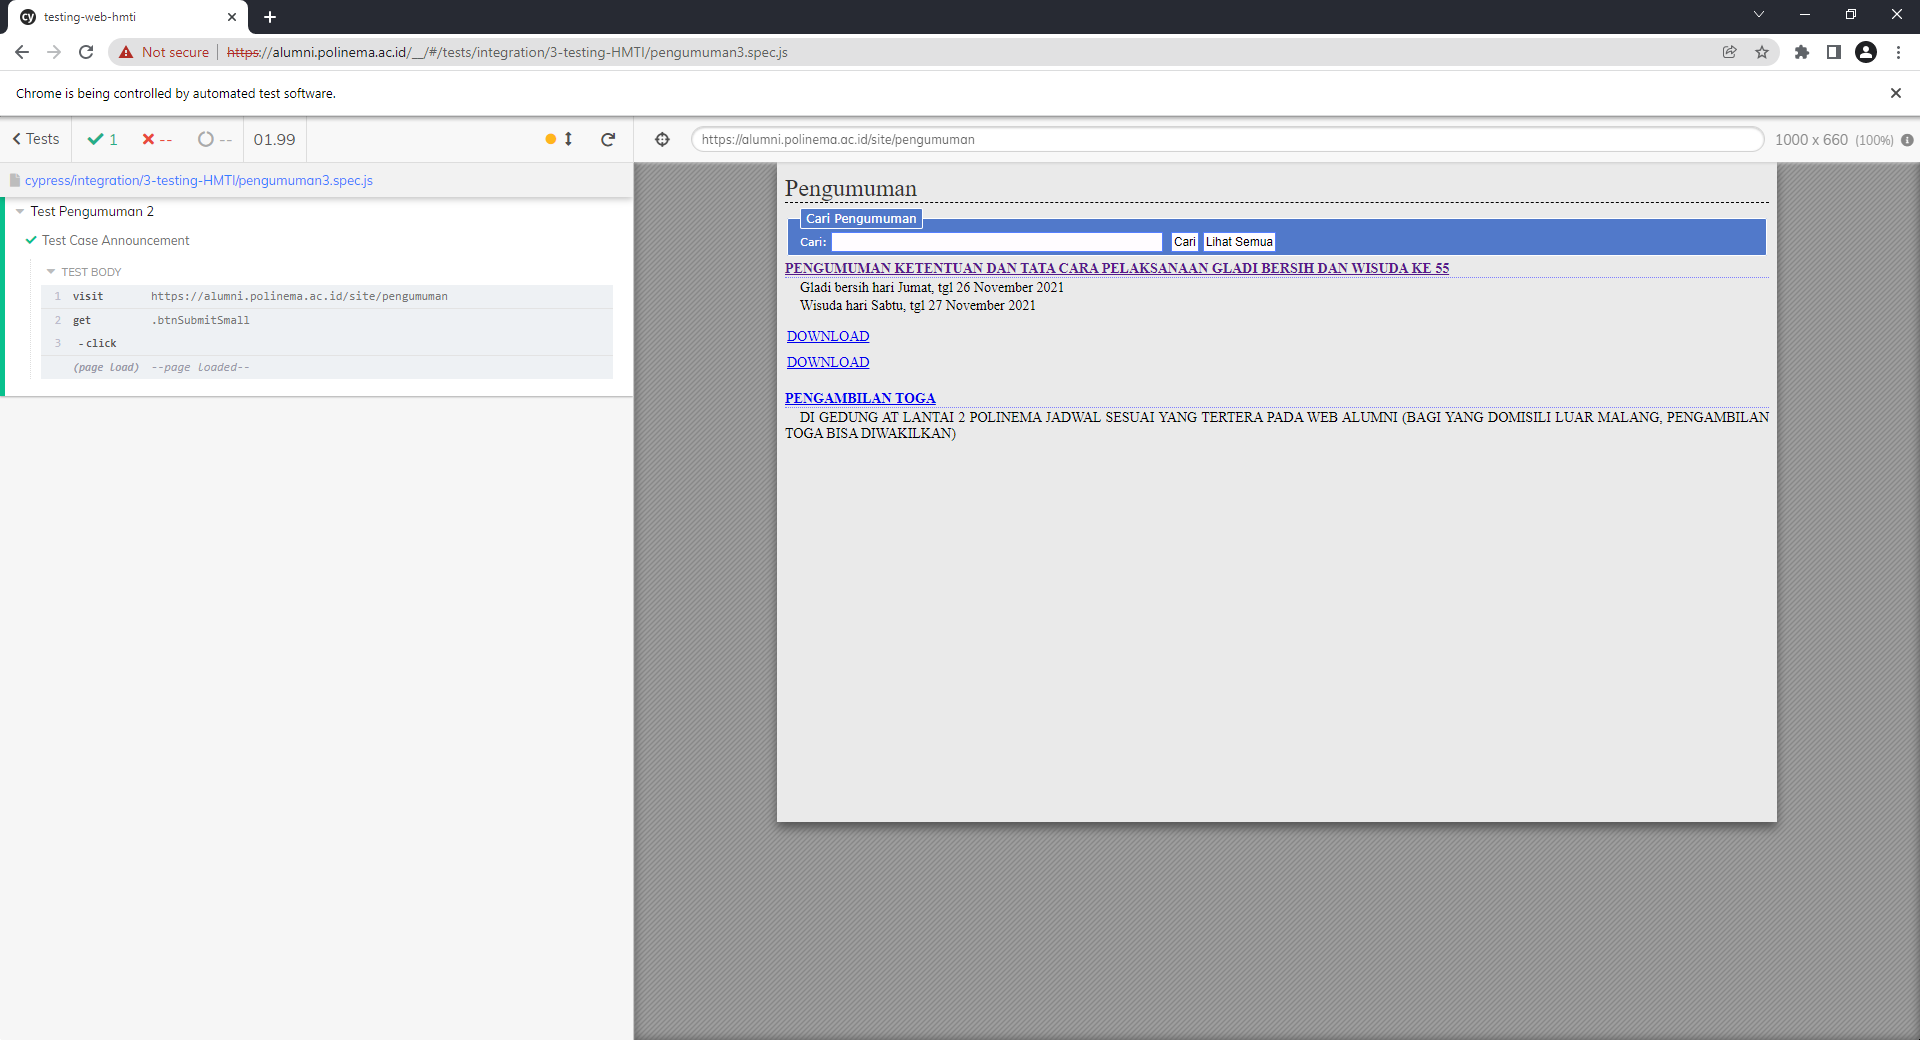 testing-web-hmti
Not secure https://alumni.polinema.ac.id/__/#/tests/integration/3-testing-HMTI/pengumuman3.spec.js
Chrome is being controlled by automated test software.
Tests 1 -- -- 01.99
https://alumni.polinema.ac.id/site/pengumuman 1000 x 660 (100%)
cypress/integration/3-testing-HMTI/pengumuman3.spec.js
Test Pengumuman 2
Test Case Announcement
TEST BODY
1 visit https://alumni.polinema.ac.id/site/pengumuman
2 get .btnSubmitSmall
3 -click
(page load) --page loaded--
Pengumuman
Cari Pengumuman
Cari: Cari Lihat Semua
PENGUMUMAN KETENTUAN DAN TATA CARA PELAKSANAAN GLADI BERSIH DAN WISUDA KE 55
Gladi bersih hari Jumat, tgl 26 November 2021
Wisuda hari Sabtu, tgl 27 November 2021
DOWNLOAD
DOWNLOAD
PENGAMBILAN TOGA
DI GEDUNG AT LANTAI 2 POLINEMA JADWAL SESUAI YANG TERTERA PADA WEB ALUMNI (BAGI YANG DOMISILI LUAR MALANG, PENGAMBILAN
TOGA BISA DIWAKILKAN)